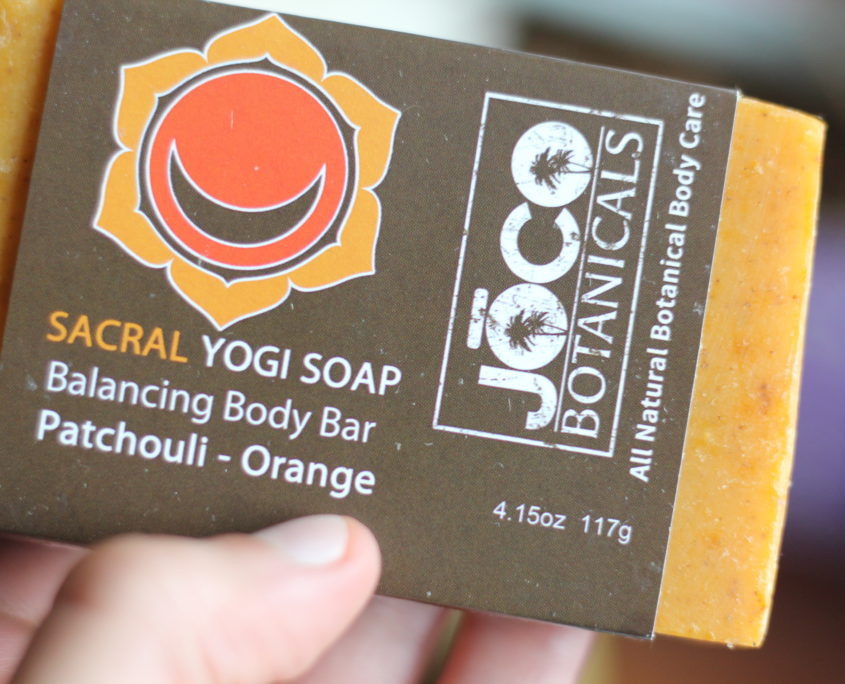 SACRAL YOGI SOAP
Balancing Body Bar
Patchouli - Orange
JōCO
BOTANICALS
All Natural Botanical Body Care
4.15oz 117g